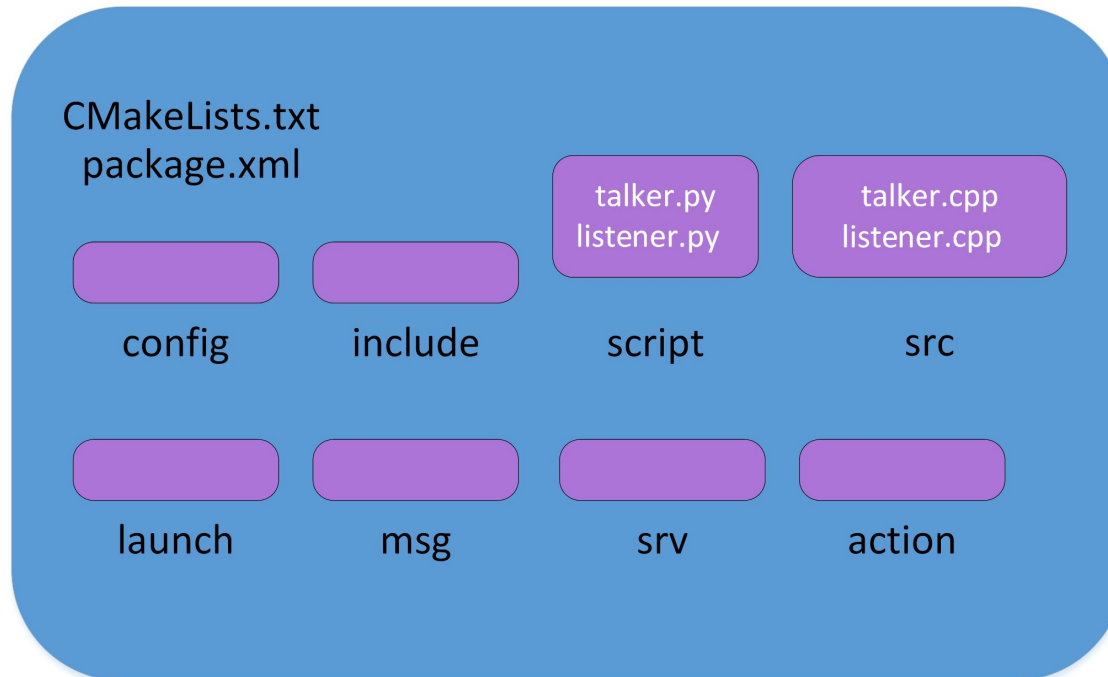 CMakeLists.txt
package.xml
talker.py
listener.py
talker.cpp
listener.cpp
config
include
script
src
launch
msg
srv
action